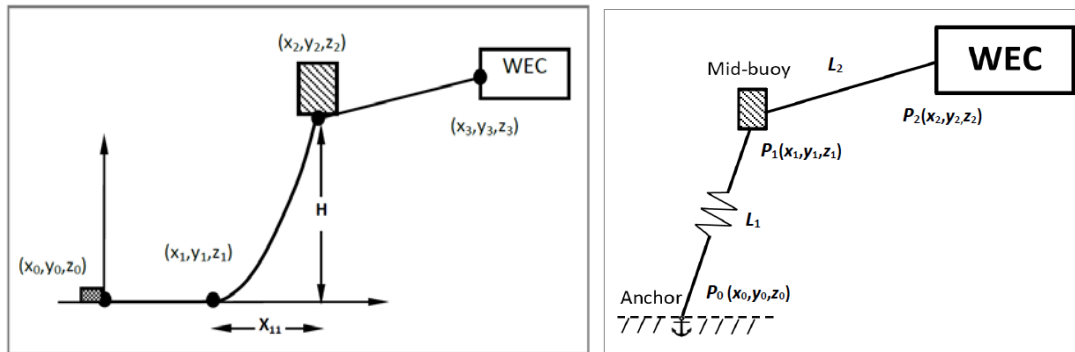 (x₂,y₂,z₂)
WEC
(x₃,y₃,z₃)
H
(x₁,y₁,z₁)
(x₀,y₀,z₀)
X₁₁
WEC
L₂
Mid-buoy
P₂(x₂,y₂,z₂)
P₁(x₁,y₁,z₁)
L₁
Anchor
P₀ (x₀,y₀,z₀)